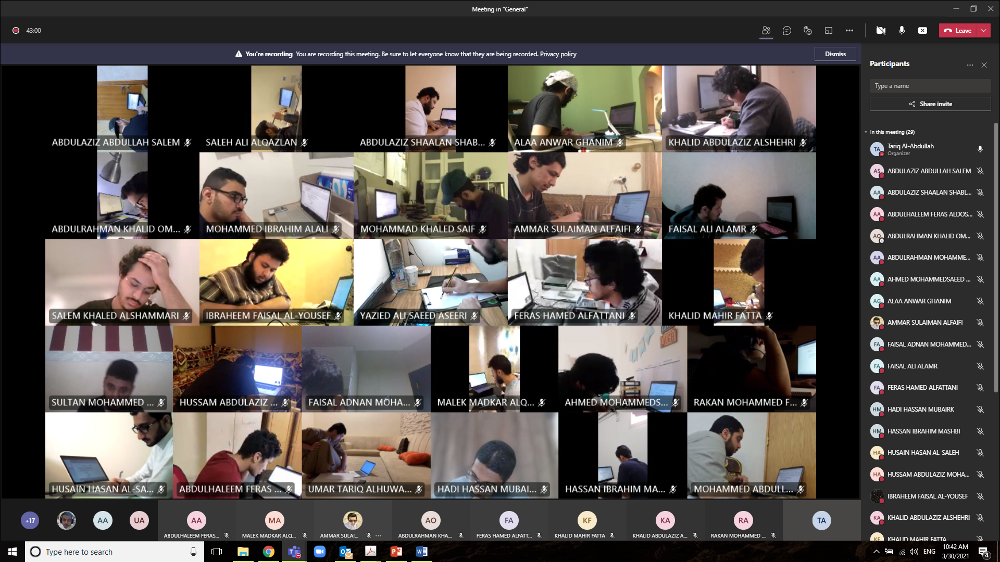 Meeting in "General"
43:00
Leave
You're recording You are recording this meeting. Be sure to let everyone know that they are being recorded. Privacy policy
Dismiss
ABDULAZIZ ABDULLAH SALEM
SALEH ALI ALQAZLAN
ABDULAZIZ SHAALAN SHAB...
ALAA ANWAR GHANIM
KHALID ABDULAZIZ ALSHEHRI
ABDULRAHMAN KHALID OM...
MOHAMMED IBRAHIM ALALI
MOHAMMAD KHALED SAIF
AMMAR SULAIMAN ALFAIFI
FAISAL ALI ALAMR
SALEM KHALED ALSHAMMARI
IBRAHEEM FAISAL AL-YOUSEF
YAZIED ALI SAEED ASEERI
FERAS HAMED ALFATTANI
KHALID MAHIR FATTA
SULTAN MOHAMMED ...
HUSSAM ABDULAZIZ ...
FAISAL ADNAN MOHA...
MALEK MADKAR ALQ...
AHMED MOHAMMEDS...
RAKAN MOHAMMED F...
HUSAIN HASAN AL-SA...
ABDULHALEEM FERAS ...
UMAR TARIQ ALHUWA...
HADI HASSAN MUBAI...
HASSAN IBRAHIM MA...
MOHAMMED ABDULL...
+17
AA
UA
AA
ABDULHALEEM FERAS...
MA
MALEK MADKAR ALQ...
AMMAR SULAI...
AO
ABDULRAHMAN KHA...
FA
FERAS HAMED ALFATT...
KF
KHALID MAHIR FATTA
KA
KHALID ABDULAZIZ A...
RA
RAKAN MOHAMMED ...
TA
Participants
Type a name
Share invite
In this meeting (29)
TA Tariq Al-Abdullah
Organizer
AS ABDULAZIZ ABDULLAH SALEM
AA ABDULAZIZ SHAALAN SHABL...
AA ABDULHALEEM FERAS ALDOS...
AO ABDULRAHMAN KHALID OM...
AA ABDULRAHMAN MOHAMME...
AA AHMED MOHAMMEDSAEED ...
AG ALAA ANWAR GHANIM
AMMAR SULAIMAN ALFAIFI
FA FAISAL ADNAN MOHAMMED...
FA FAISAL ALI ALAMR
FA FERAS HAMED ALFATTANI
HM HADI HASSAN MUBAIRK
HM HASSAN IBRAHIM MASHBI
HA HUSAIN HASAN AL-SALEH
HA HUSSAM ABDULAZIZ MOHA...
IBRAHEEM FAISAL AL-YOUSEF
KA KHALID ABDULAZIZ ALSHEHRI
KF KHALID MAHIR FATTA
Type here to search
ENG
10:42 AM
3/30/2021
4